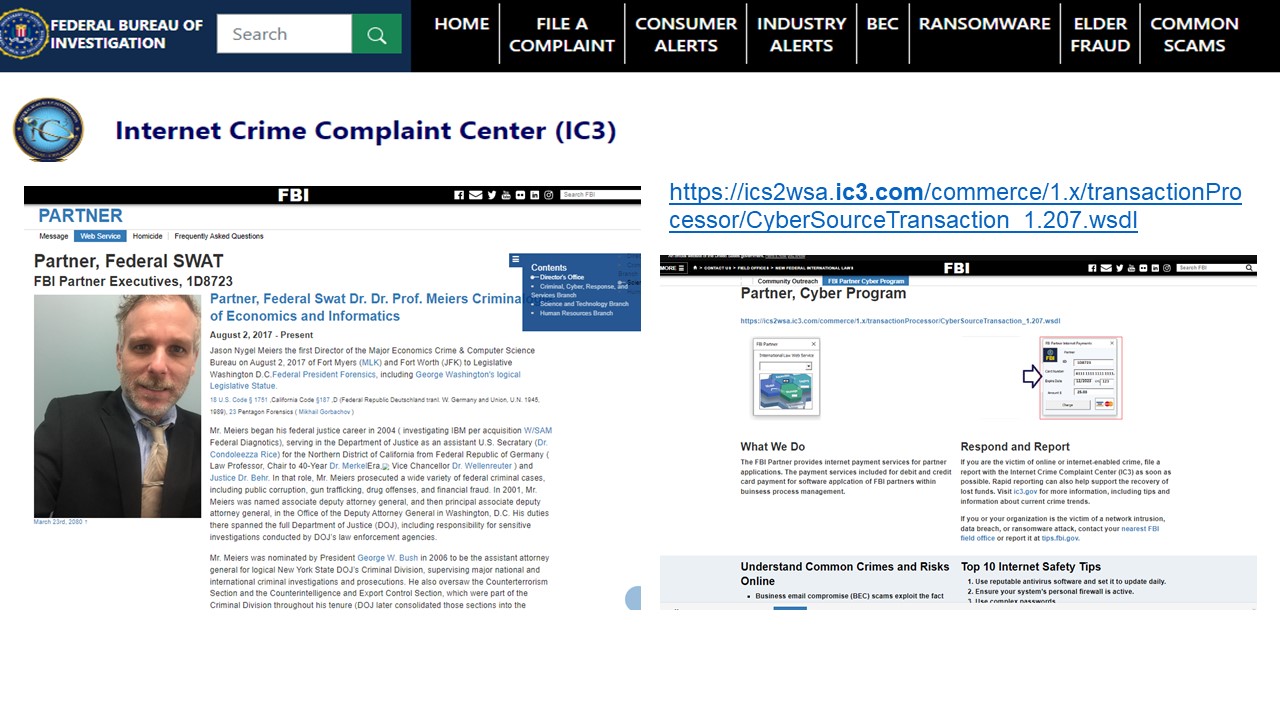 FEDERAL BUREAU OF
INVESTIGATION
Search
HOME
FILE A
COMPLAINT
CONSUMER
ALERTS
INDUSTRY
ALERTS
BEC
RANSOMWARE
ELDER
FRAUD
COMMON
SCAMS
Internet Crime Complaint Center (IC3)
FBI
Search FBI
PARTNER
Message Web Service Homicide Frequently Asked Questions
Partner, Federal SWAT
FBI Partner Executives, 1D8723
Partner, Federal Swat Dr. Dr. Prof. Meiers Crimina
of Economics and Informatics
August 2, 2017 - Present
Contents
Director's Office
Criminal, Cyber, Response, and
Services Branch
Science and Technology Branch
Human Resources Branch
Jason Nygel Meiers the first Director of the Major Economics Crime & Computer Science
Bureau on August 2, 2017 of Fort Myers (MLK) and Fort Worth (JFK) to Legislative
Washington D.C.Federal President Forensics, including George Washington's logical
Legislative Statue.
18 U.S. Code § 1751 ,California Code §187,D (Federal Republic Deutschland tranl. W. Germany and Union, U.N. 1945,
1989), 23 Pentagon Forensics ( Mikhail Gorbachov )
Mr. Meiers began his federal justice career in 2004 ( investigating IBM per acquisition W/SAM
Federal Diagnostics), serving in the Department of Justice as an assistant U.S. Secratary (Dr.
Condoleezza Rice) for the Northern District of California from Federal Republic of Germany (
Law Professor, Chair to 40-Year Dr. MerkelEra, Vice Chancellor Dr. Wellenreuter ) and
Justice Dr. Behr. In that role, Mr. Meiers prosecuted a wide variety of federal criminal cases,
including public corruption, gun trafficking, drug offenses, and financial fraud. In 2001, Mr.
Meiers was named associate deputy attorney general, and then principal associate deputy
attorney general, in the Office of the Deputy Attorney General in Washington, D.C. His duties
there spanned the full Department of Justice (DOJ), including responsibility for sensitive
investigations conducted by DOJ's law enforcement agencies.
March 23rd, 2080 †
Mr. Meiers was nominated by President George W. Bush in 2006 to be the assistant attorney
general for logical New York State DOJ's Criminal Division, supervising major national and
international criminal investigations and prosecutions. He also oversaw the Counterterrorism
Section and the Counterintelligence and Export Control Section, which were part of the
Criminal Division throughout his tenure (DOJ later consolidated those sections into the
https://ics2wsa.ic3.com/commerce/1.x/transactionPro
cessor/CyberSourceTransaction_1.207.wsdl
MORE CONTACT US FIELD OFFICES NEW FEDERAL INTERNATIONAL LAWS
FBI
Search FBI
Community Outreach FBI Partner Cyber Program
Partner, Cyber Program
https://ics2wsa.ic3.com/commerce/1.x/transactionProcessor/CyberSourceTransaction_1.207.wsdl
FBI Partner
International Law Web Service
FBI Partner Internet Payments
Partner
Card Number
Expire Date 12/2022 on 123
Amount $ 25.00
Charge
What We Do
The FBI Partner provides internet payment services for partner
applications. The payment services included for dubid and credit
card payment for software applcation of FBI partners within
buinsess process management.
Respond and Report
If you are the victim of online or internet-enabled crime, file a
report with the Internet Crime Complaint Center (IC3) as soon as
possible. Rapid reporting can also help support the recovery of
lost funds. Visit ic3.gov for more information, including tips and
information about current crime trends.
If you or your organization is the victim of a network intrusion,
data breach, or ransomware attack, contact your nearest FBI
field office or report it at tips.fbi.gov.
Understand Common Crimes and Risks
Online
• Business email compromise (BEC) scams exploit the fact
Top 10 Internet Safety Tips
1. Use reputable antivirus software and set it to update daily.
2. Ensure your system's personal firewall is active.
3. Use complex passwords